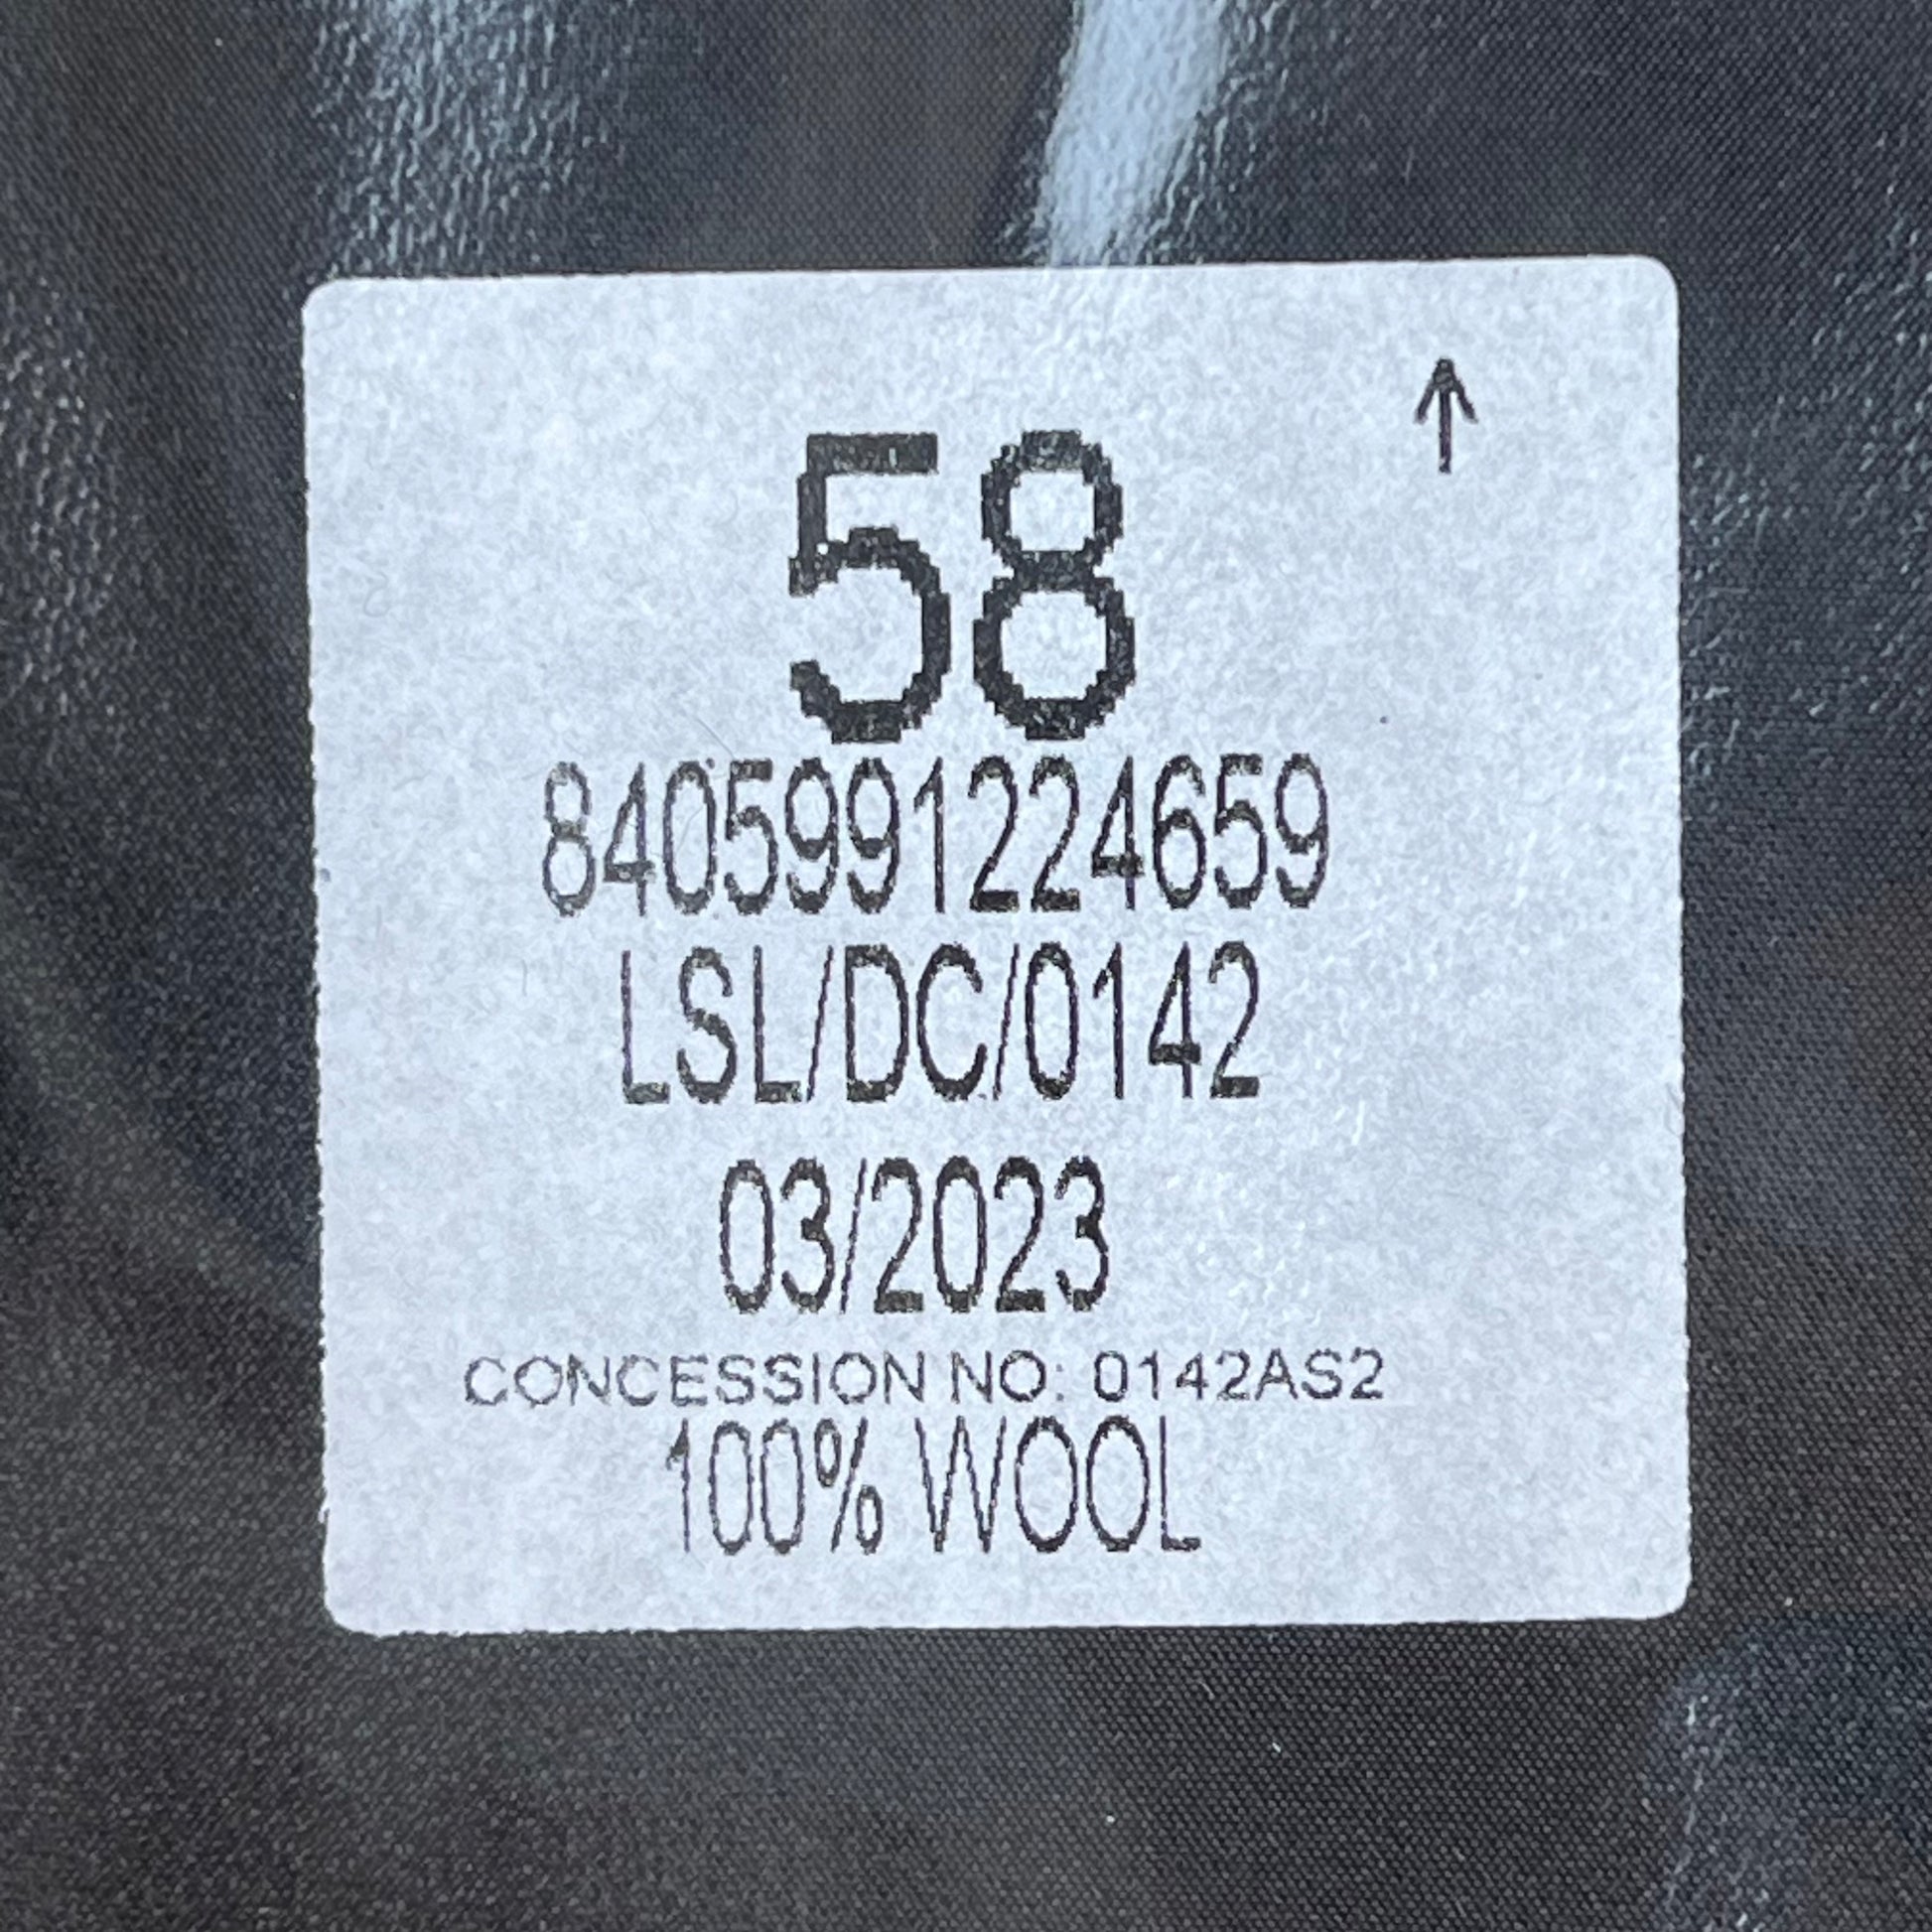 58
8405991224659
LSL/DC/0142
03/2023
CONCESSION NO: 0142AS2
100% WOOL